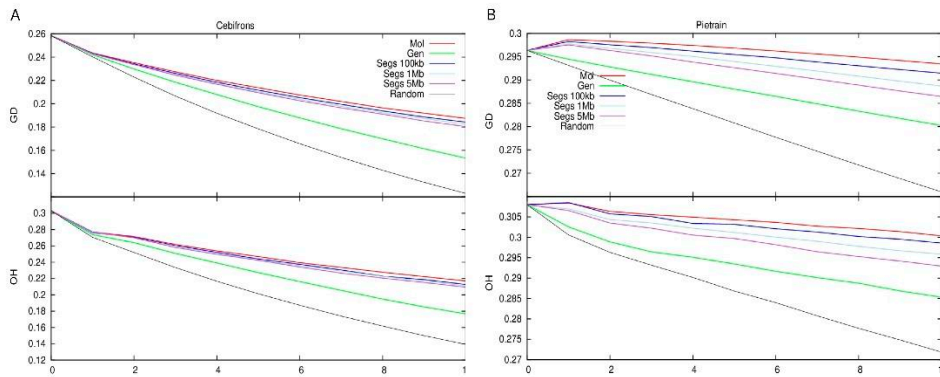 A
Cebifrons
GD
0.26
0.24
0.22
0.2
0.18
0.16
0.14
Mol
Gen
Segs 100kb
Segs 1Mb
Segs 5Mb
Random
OH
0.3
0.28
0.26
0.24
0.22
0.2
0.18
0.16
0.14
0.12
0 2 4 6 8 1
B
Pietrain
GD
0.3
0.295
0.29
0.285
0.28
0.275
0.27
Mol
Gen
Segs 100kb
Segs 1Mb
Segs 5Mb
Random
OH
0.305
0.3
0.295
0.29
0.285
0.28
0.275
0.27
0 2 4 6 8 1